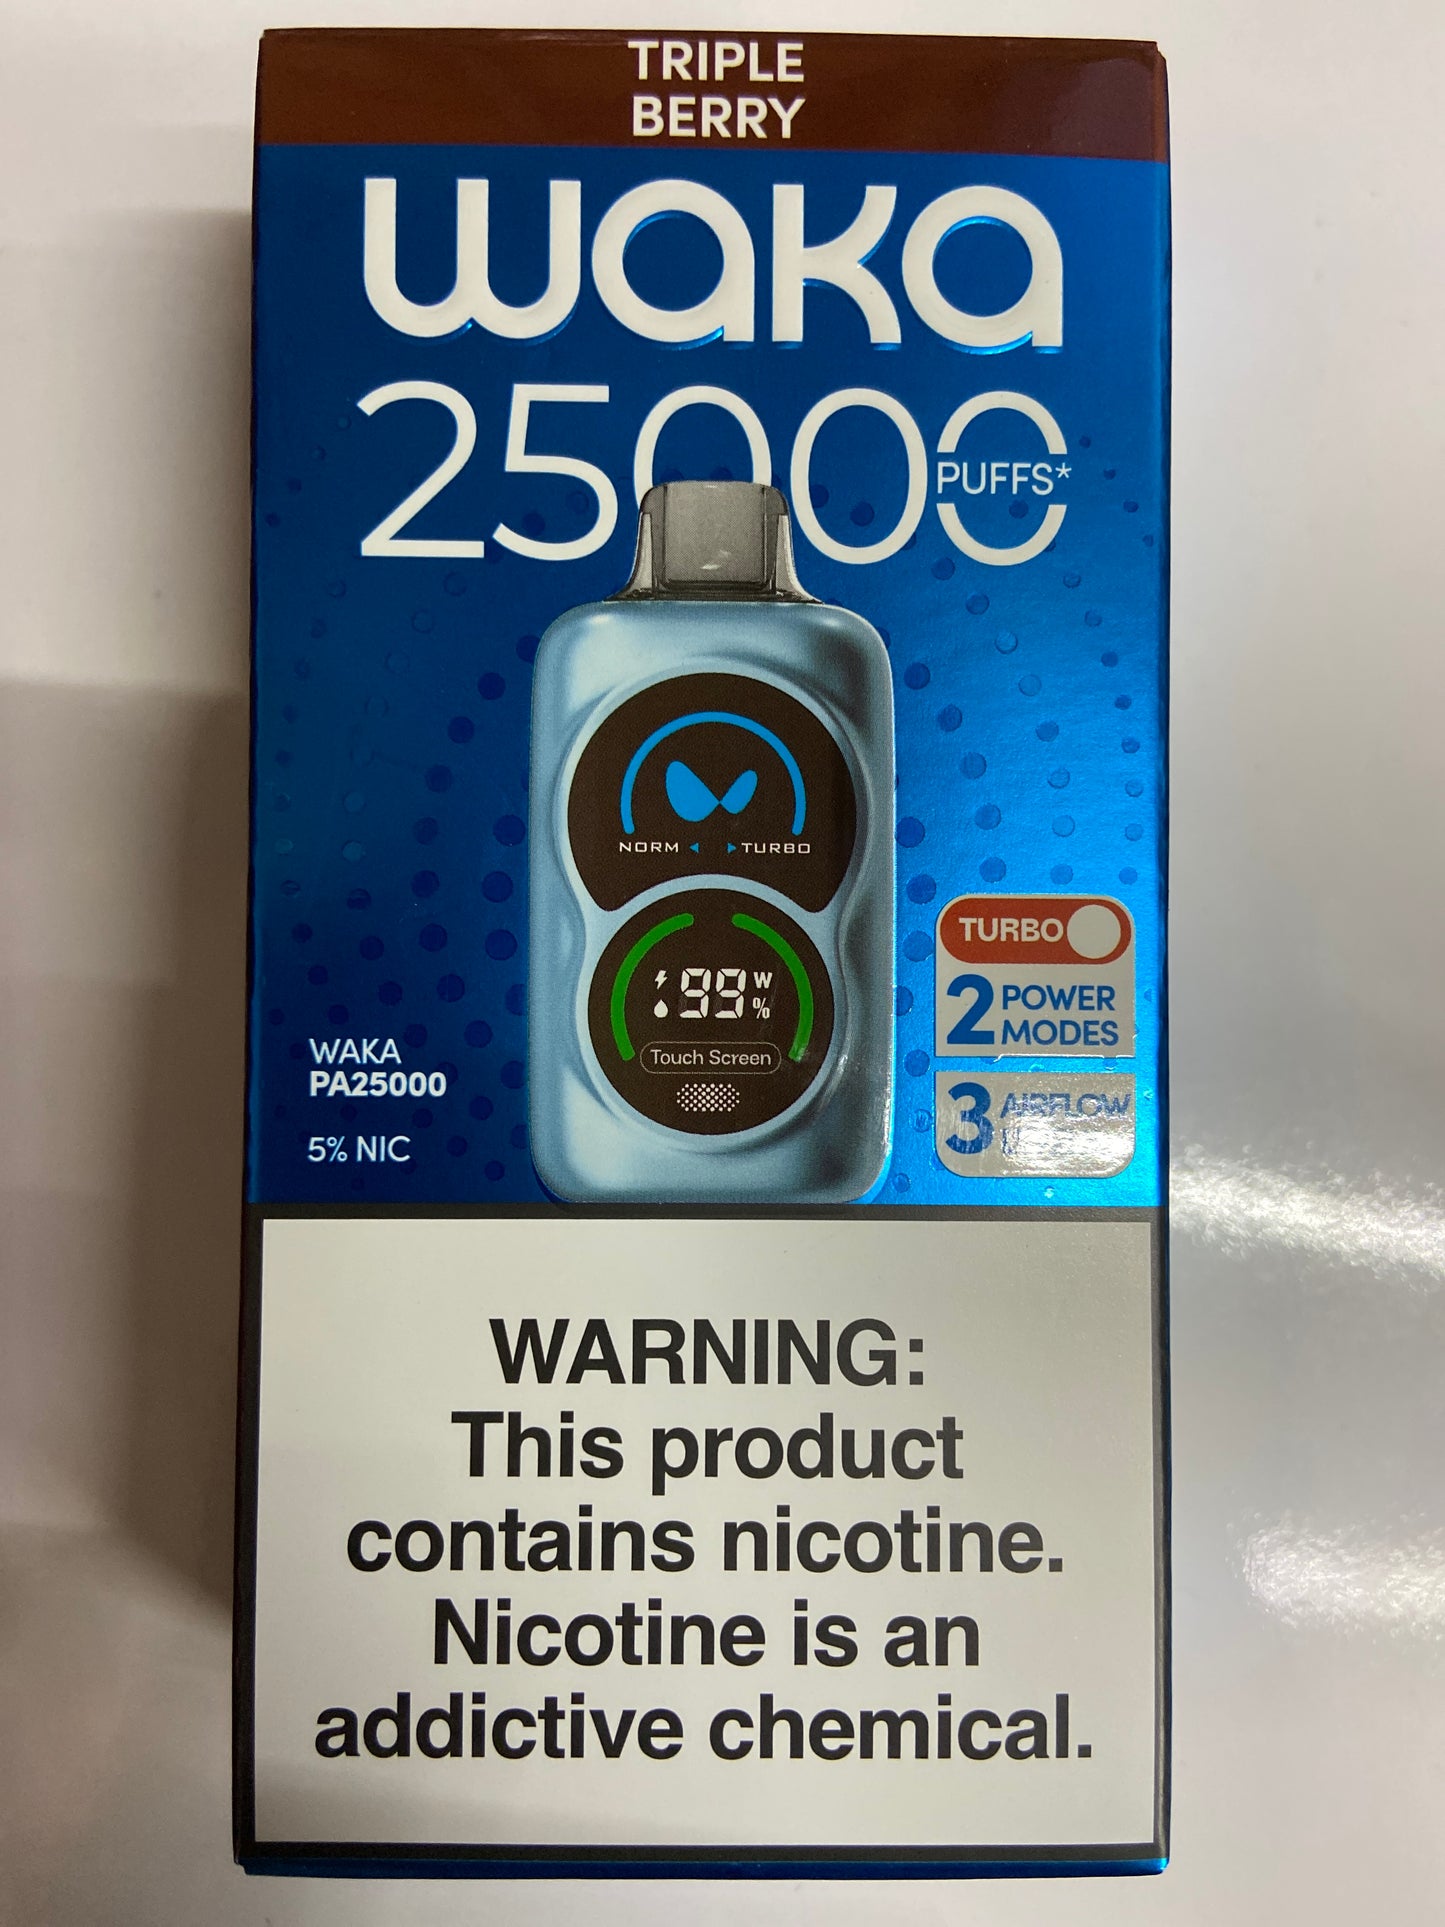 TRIPLE
BERRY
waka
25000
PUFFS*
NORM TURBO
99 W
%
Touch Screen
TURBO
2 POWER
MODES
3 AIRFLOW
WAKA
PA25000
5% NIC
WARNING:
This product
contains nicotine.
Nicotine is an
addictive chemical.